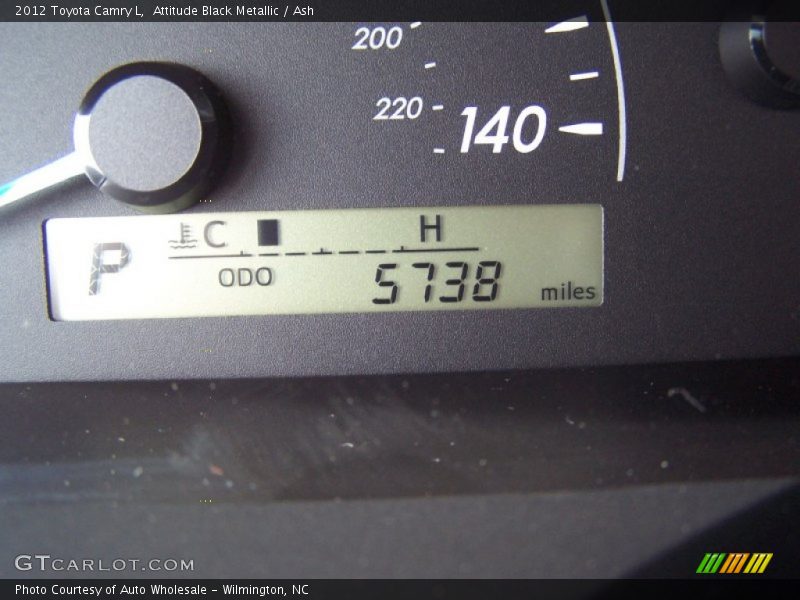 2012 Toyota Camry L,  Attitude Black Metallic / Ash
200
220
140
C H
P
ODO 5738 miles
GTCARLOT.COM
Photo Courtesy of Auto Wholesale - Wilmington, NC